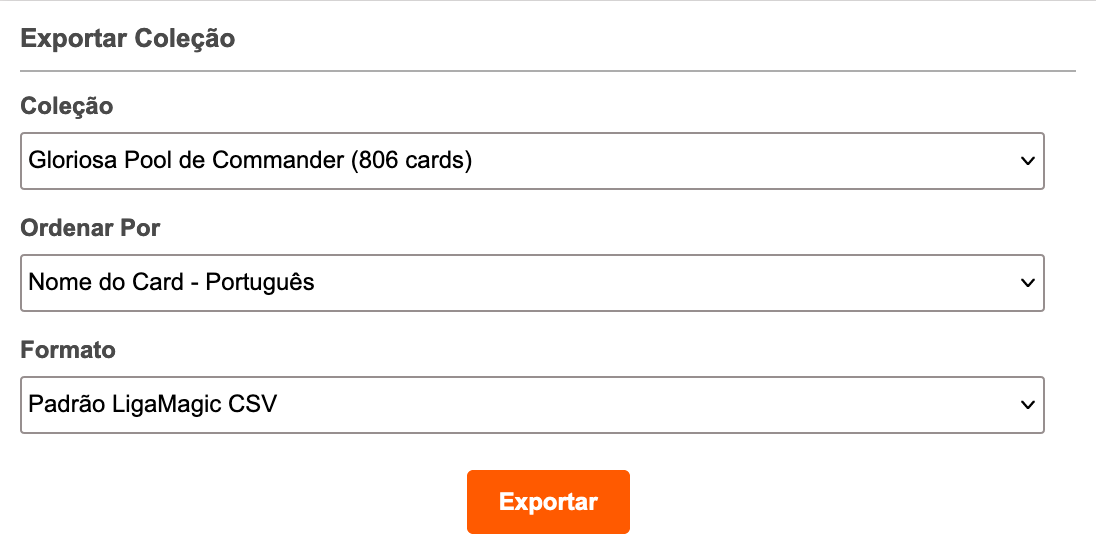 Exportar Coleção
Coleção
Gloriosa Pool de Commander (806 cards)
Ordenar Por
Nome do Card - Português
Formato
Padrão LigaMagic CSV
Exportar